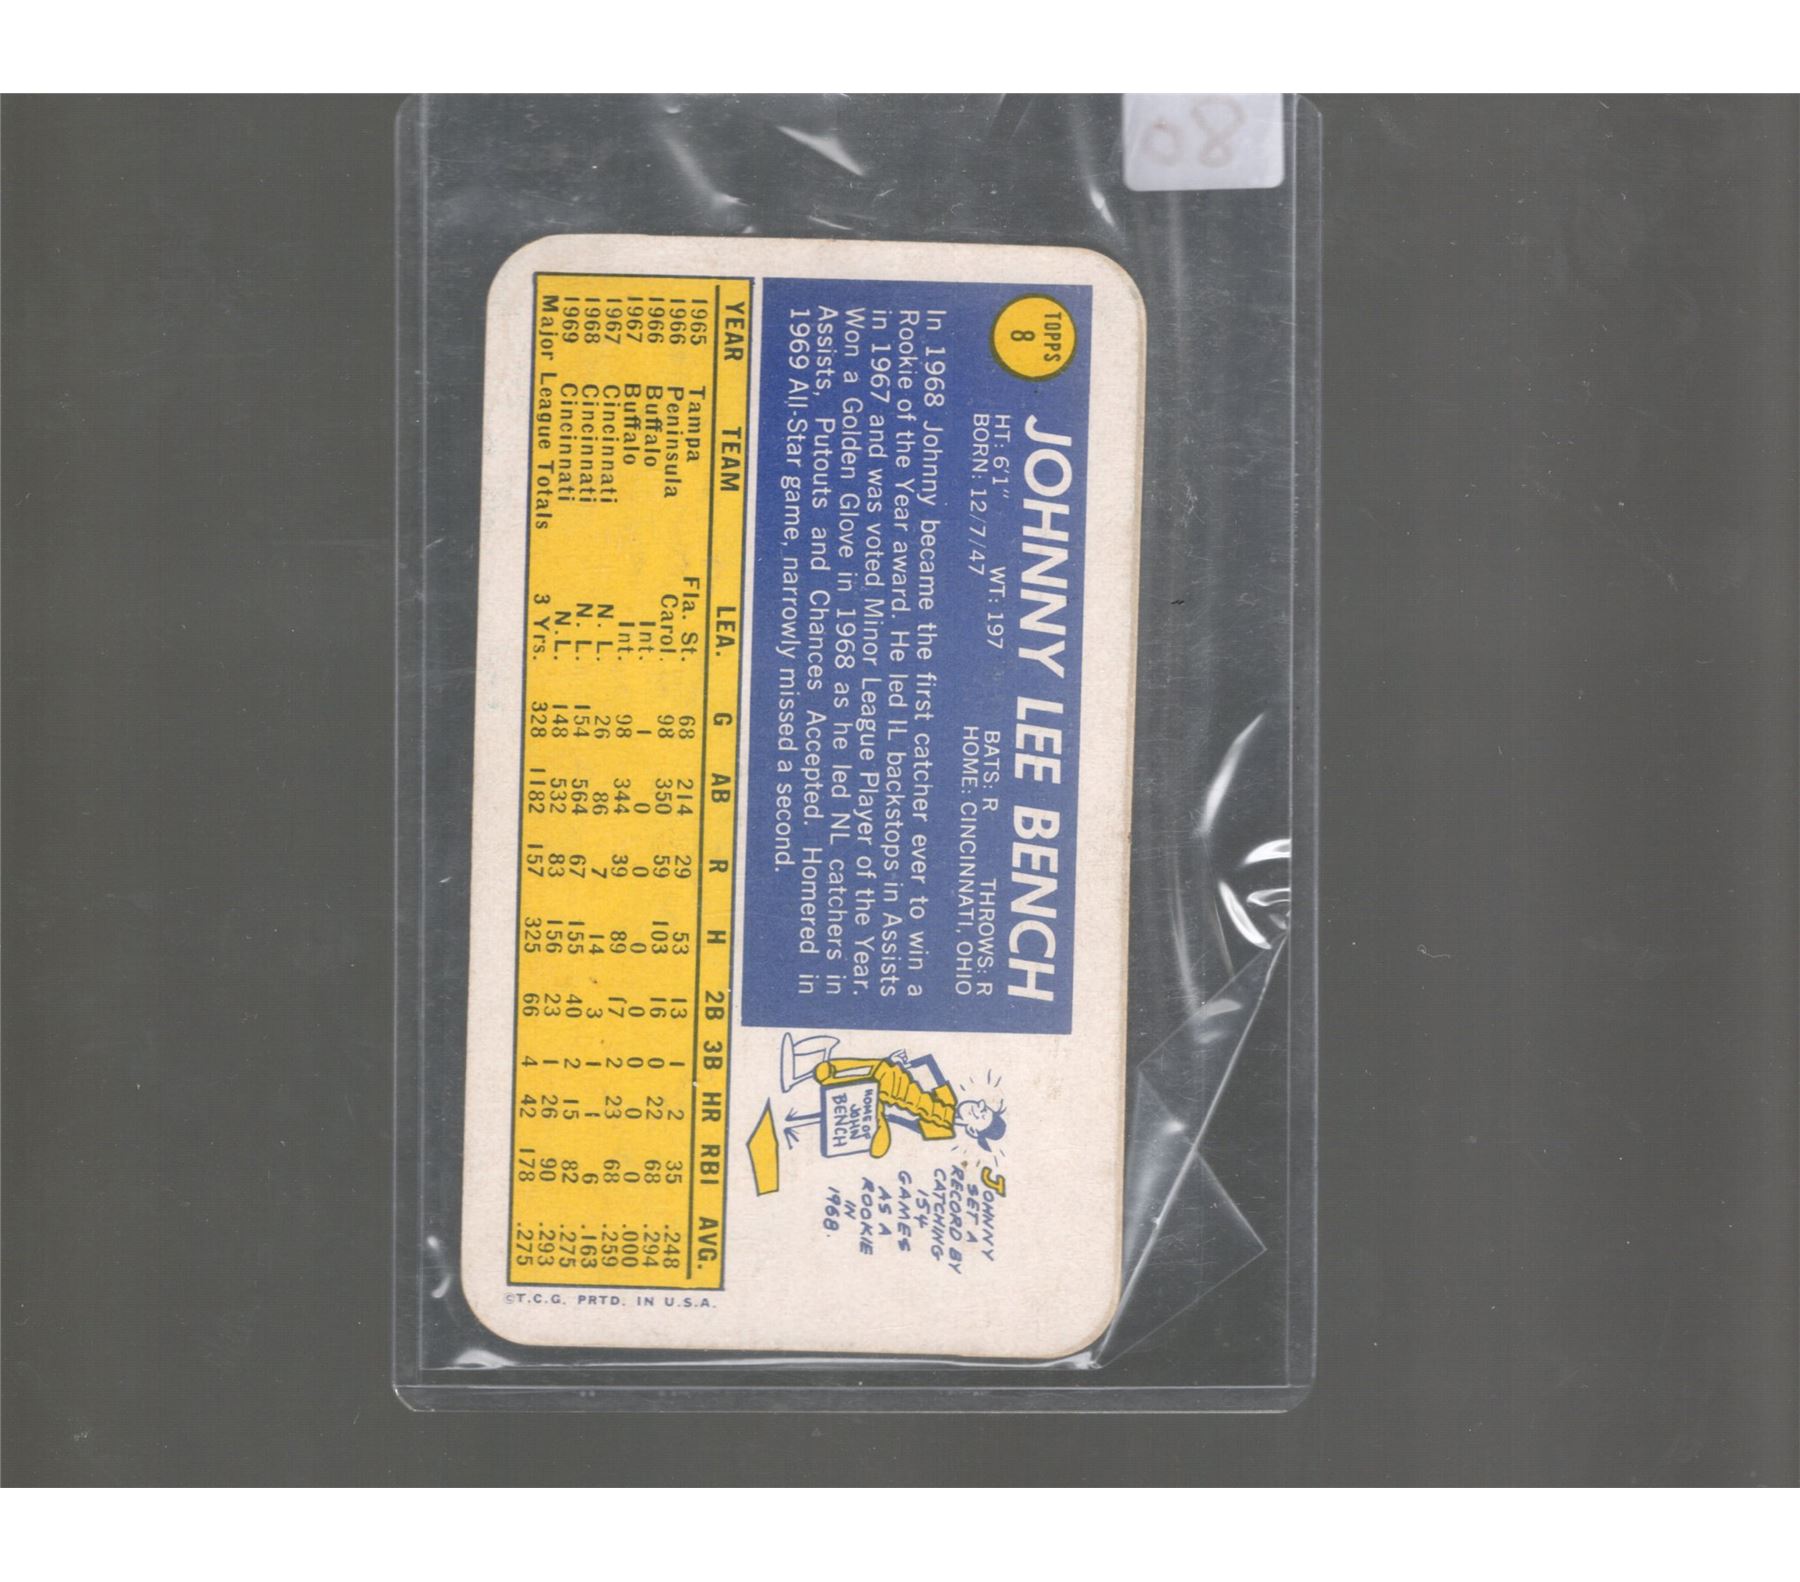 80
TOPPS
8
JOHNNY LEE BENCH
HT: 6'1" WT: 197 BATS: R THROWS: R
BORN: 12/7/47 HOME: CINCINNATI, OHIO
In 1968 Johnny became the first catcher ever to win a
Rookie of the Year award. He led IL backstops in Assists
in 1967 and was voted Minor League Player of the Year.
Won a Golden Glove in 1968 as he led NL catchers in
Assists, Putouts and Chances Accepted. Homered in
1969 All-Star game, narrowly missed a second.
JOHNNY
SET A
RECORD BY
CATCHING
154
GAMES
AS A
ROOKIE
IN
1968.
HOME OF
JOHN
BENCH
YEAR TEAM LEA. G AB R H 2B 3B HR RBI AVG.
1965 Tampa Fla. St. 68 214 29 53 13 1 2 35 .248
1966 Peninsula Carol. 98 350 59 103 16 0 22 68 .294
1966 Buffalo Int. 1 0 0 0 0 0 0 0 .000
1967 Buffalo Int. 98 344 39 89 17 2 23 68 .259
1967 Cincinnati N.L. 26 86 7 14 3 1 1 6 .163
1968 Cincinnati N.L. 154 564 67 155 40 2 15 82 .275
1969 Cincinnati N.L. 148 532 83 156 23 1 26 90 .293
Major League Totals 3 Yrs. 328 1182 157 325 66 4 42 178 .275
©T.C.G. PRTD. IN U.S.A.